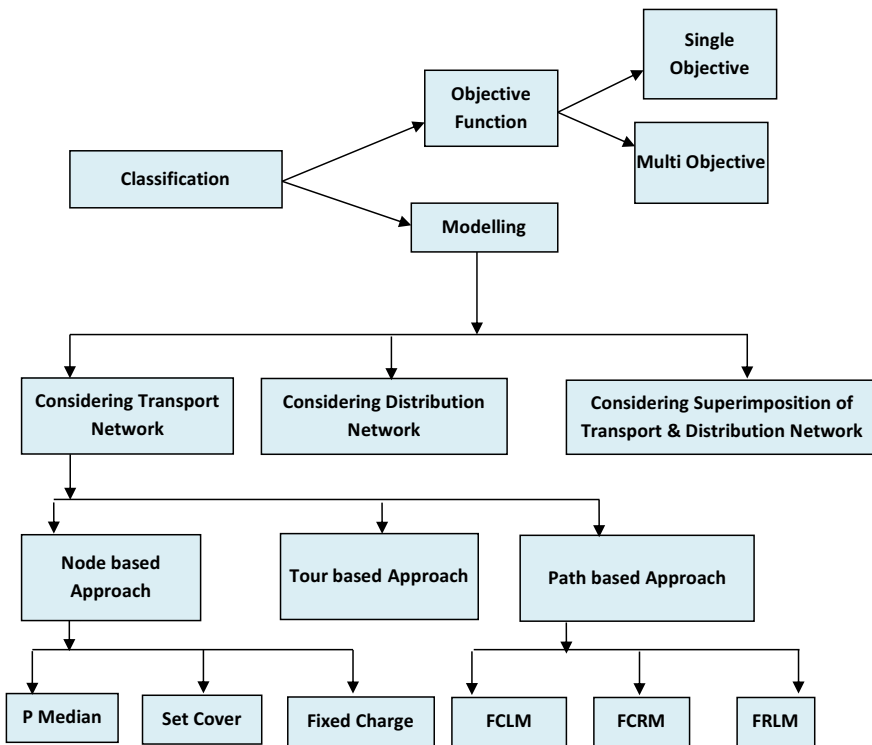 Single
Objective
Objective
Function
Multi Objective
Classification
Modelling
Considering Transport
Network
Considering Distribution
Network
Considering Superimposition of
Transport & Distribution Network
Node based
Approach
Tour based Approach
Path based Approach
P Median
Set Cover
Fixed Charge
FCLM
FCRM
FRLM